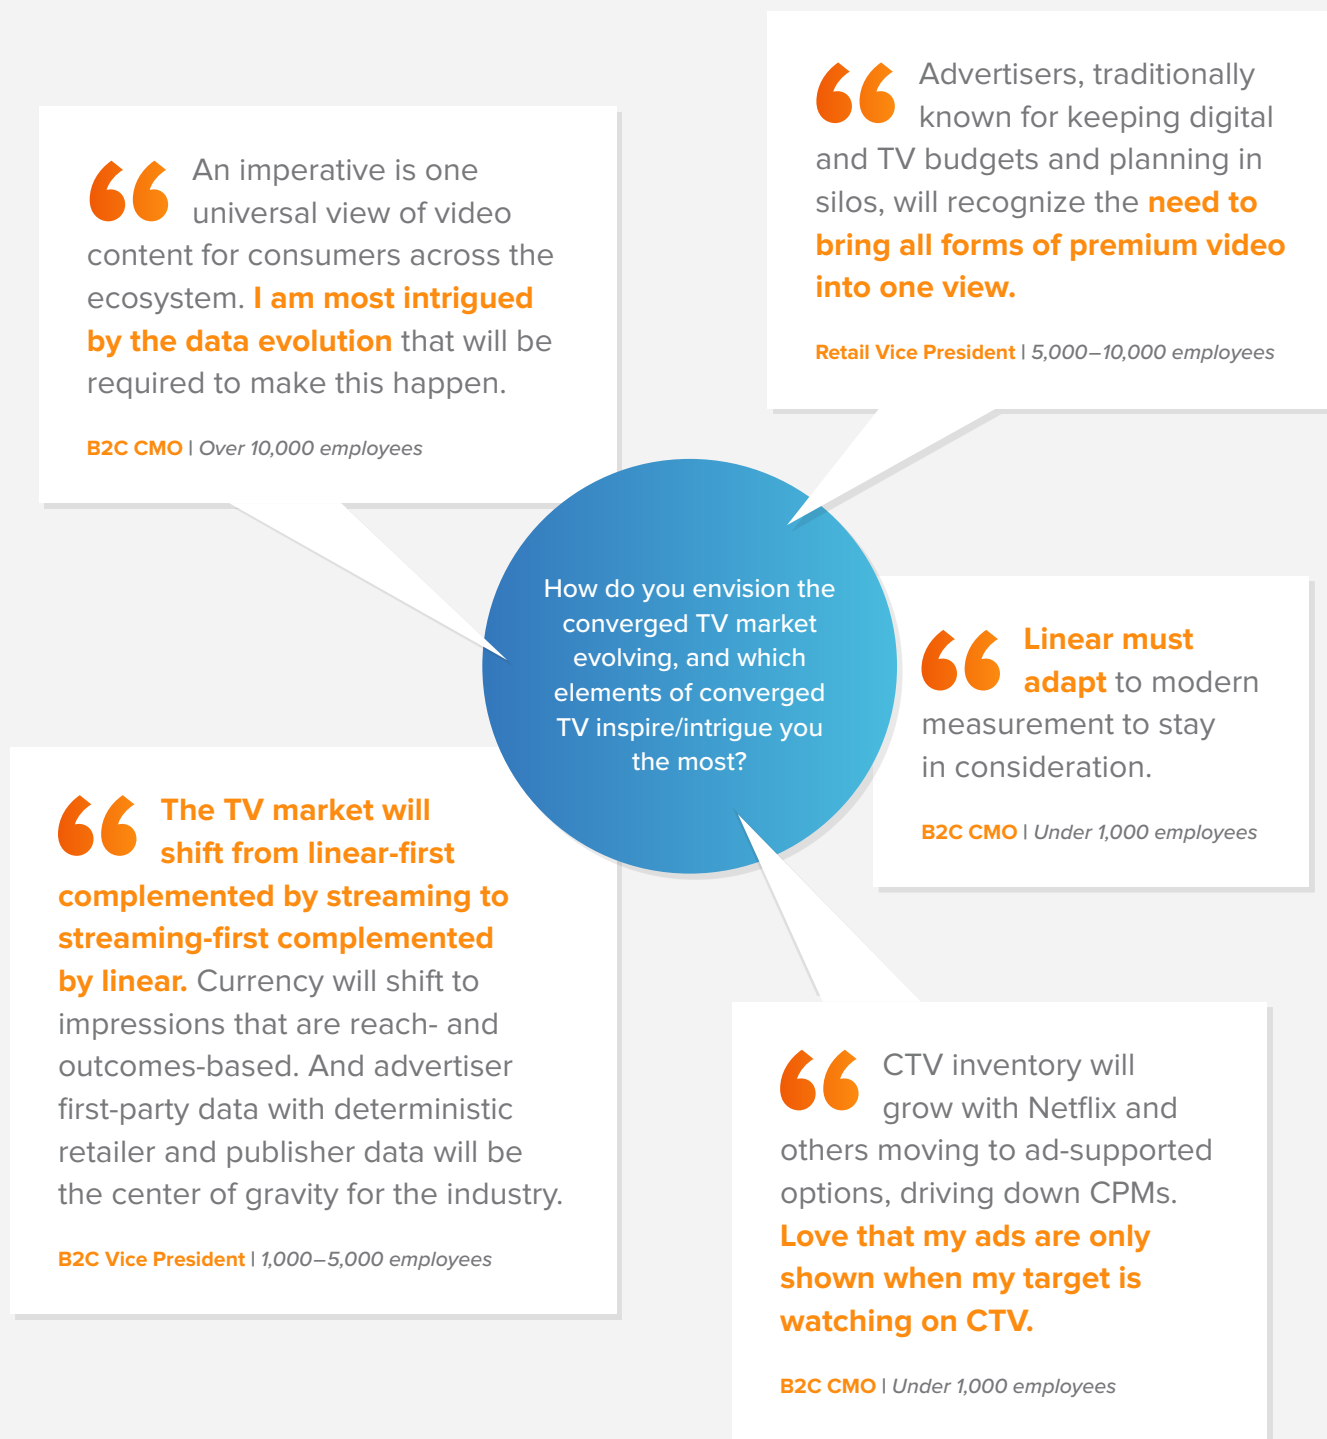 “ Advertisers, traditionally
known for keeping digital
and TV budgets and planning in
silos, will recognize the need to
bring all forms of premium video
into one view.
Retail Vice President | 5,000–10,000 employees
“ An imperative is one
universal view of video
content for consumers across the
ecosystem. I am most intrigued
by the data evolution that will be
required to make this happen.
B2C CMO | Over 10,000 employees
How do you envision the
converged TV market
evolving, and which
elements of converged
TV inspire/intrigue you
the most?
“ Linear must
adapt to modern
measurement to stay
in consideration.
B2C CMO | Under 1,000 employees
“ The TV market will
shift from linear-first
complemented by streaming to
streaming-first complemented
by linear. Currency will shift to
impressions that are reach- and
outcomes-based. And advertiser
first-party data with deterministic
retailer and publisher data will be
the center of gravity for the industry.
B2C Vice President | 1,000–5,000 employees
“ CTV inventory will
grow with Netflix and
others moving to ad-supported
options, driving down CPMs.
Love that my ads are only
shown when my target is
watching on CTV.
B2C CMO | Under 1,000 employees